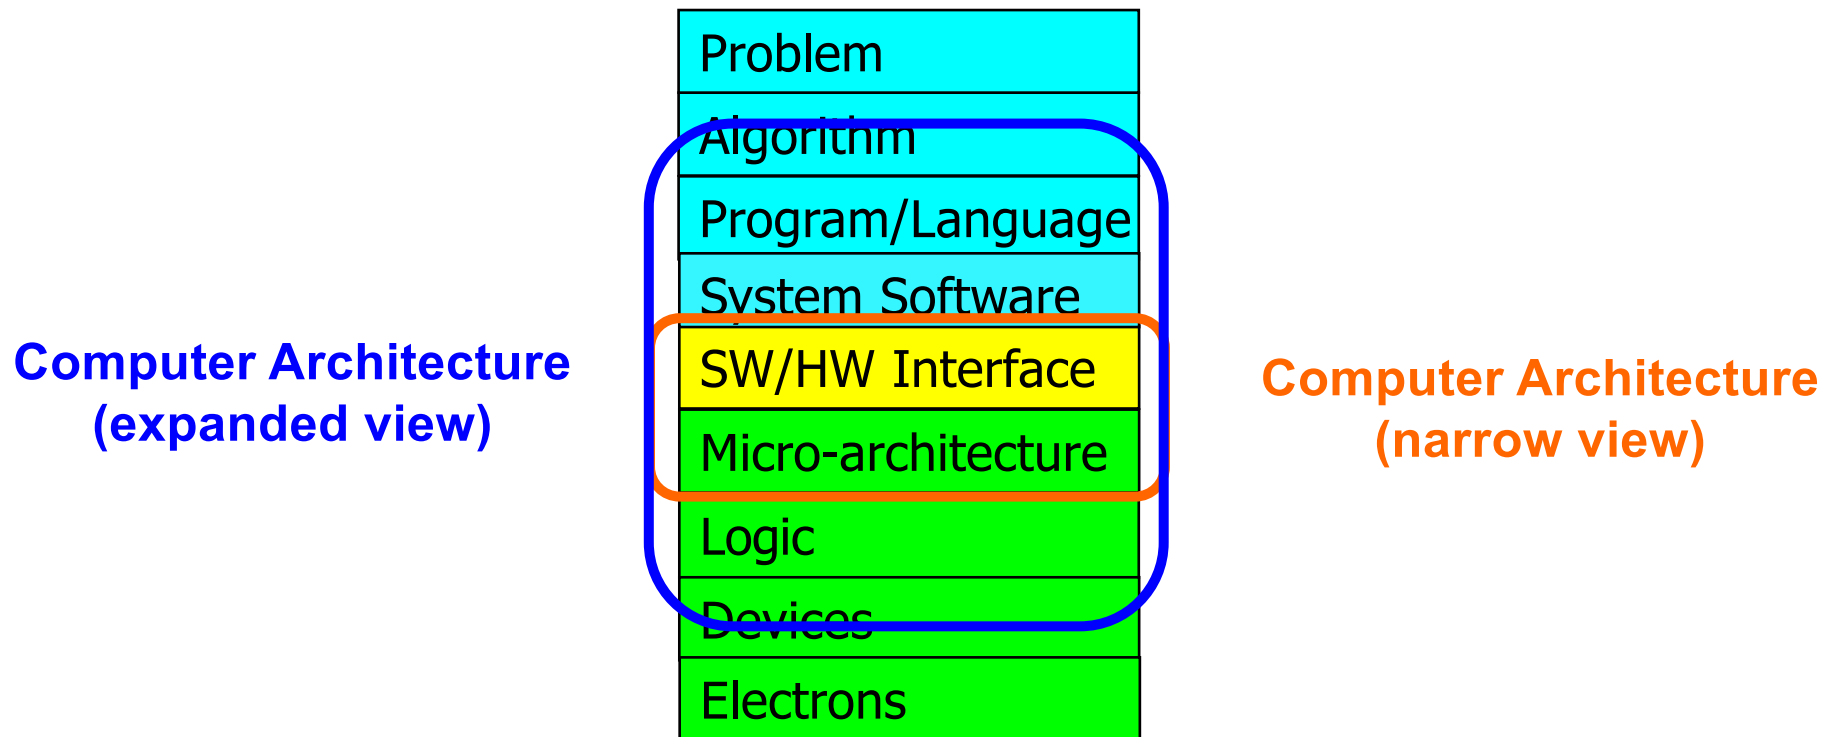 Problem
Algorithm
Program/Language
System Software
SW/HW Interface
Micro-architecture
Logic
Devices
Electrons
Computer Architecture
(expanded view)
Computer Architecture
(narrow view)